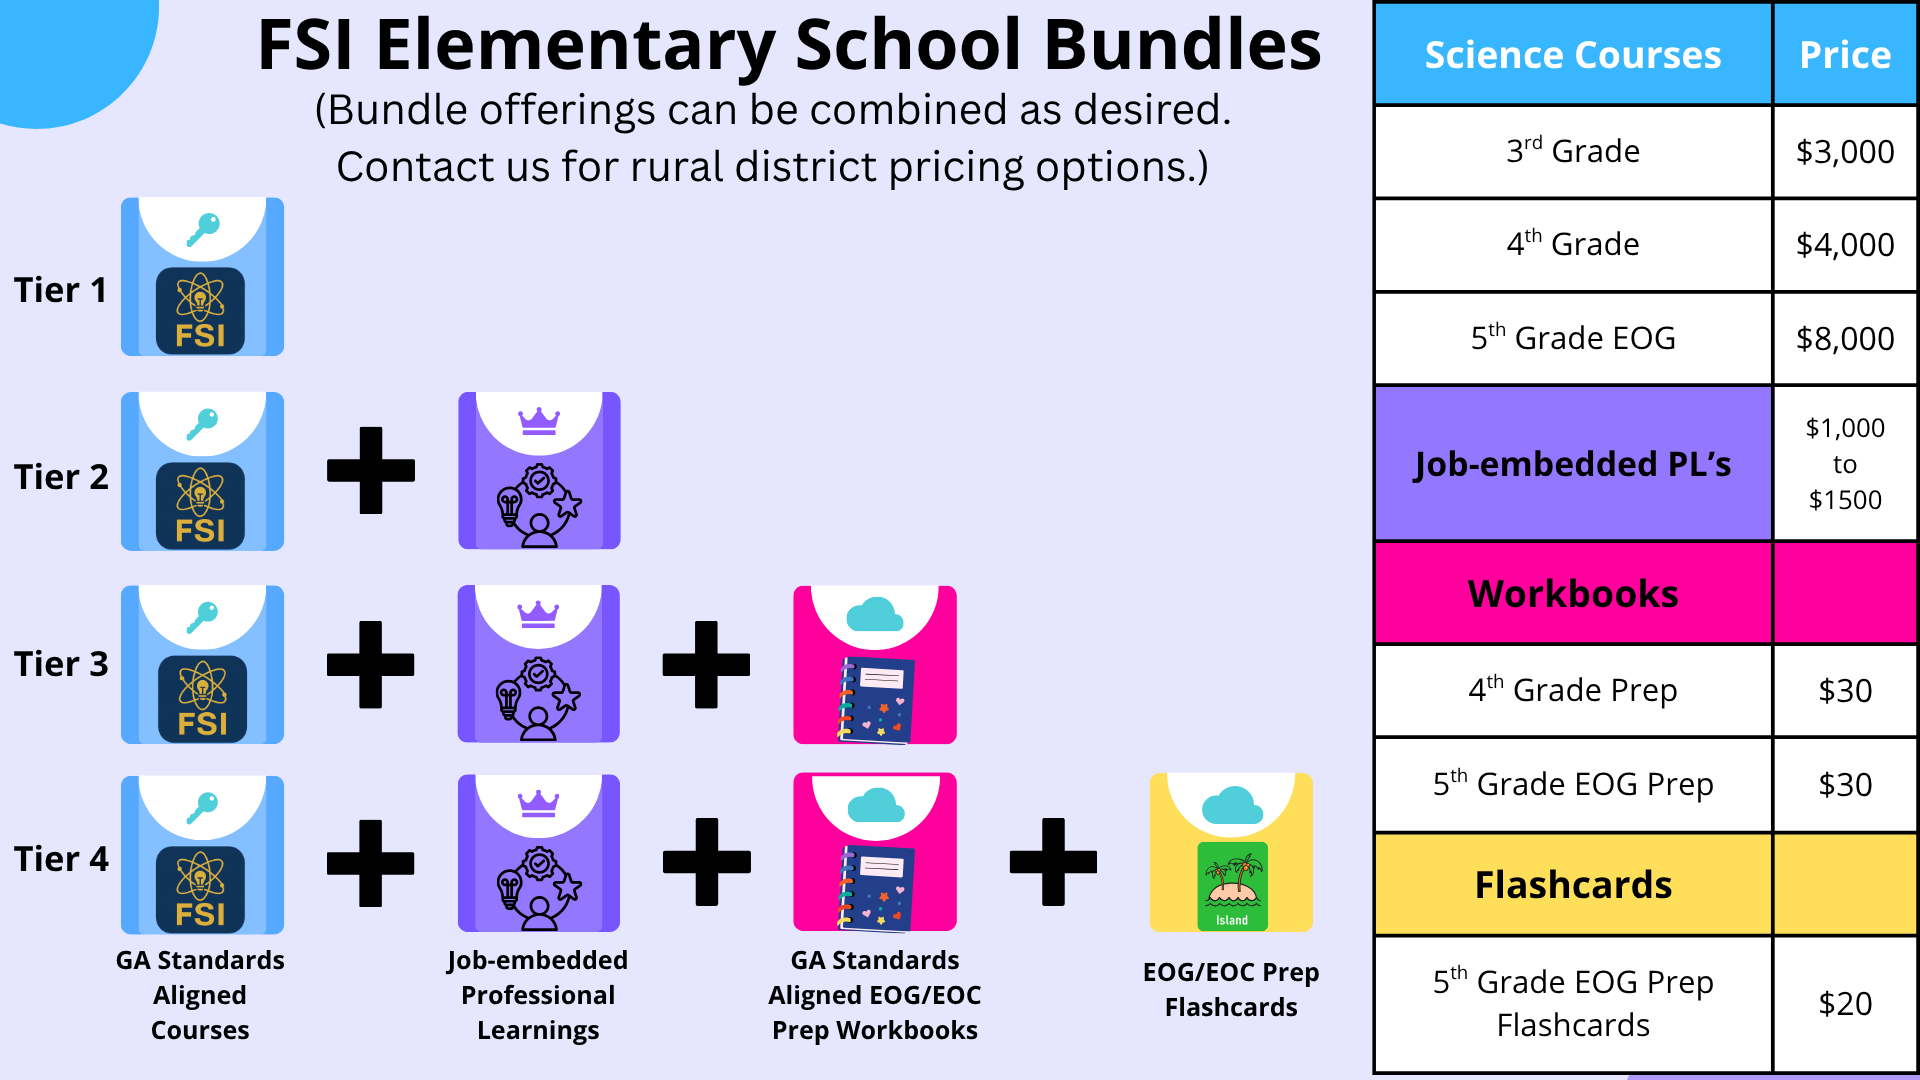 FSI Elementary School Bundles
(Bundle offerings can be combined as desired.
Contact us for rural district pricing options.)
Tier 1
FSI
Tier 2
FSI
Tier 3
FSI
Tier 4
FSI
Island
GA Standards
Aligned
Courses
Job-embedded
Professional
Learnings
GA Standards
Aligned EOG/EOC
Prep Workbooks
EOG/EOC Prep
Flashcards
Science Courses Price
3rd Grade $3,000
4th Grade $4,000
5th Grade EOG $8,000
Job-embedded PL’s
$1,000
to
$1500
Workbooks
4th Grade Prep $30
5th Grade EOG Prep $30
Flashcards
5th Grade EOG Prep
Flashcards
$20